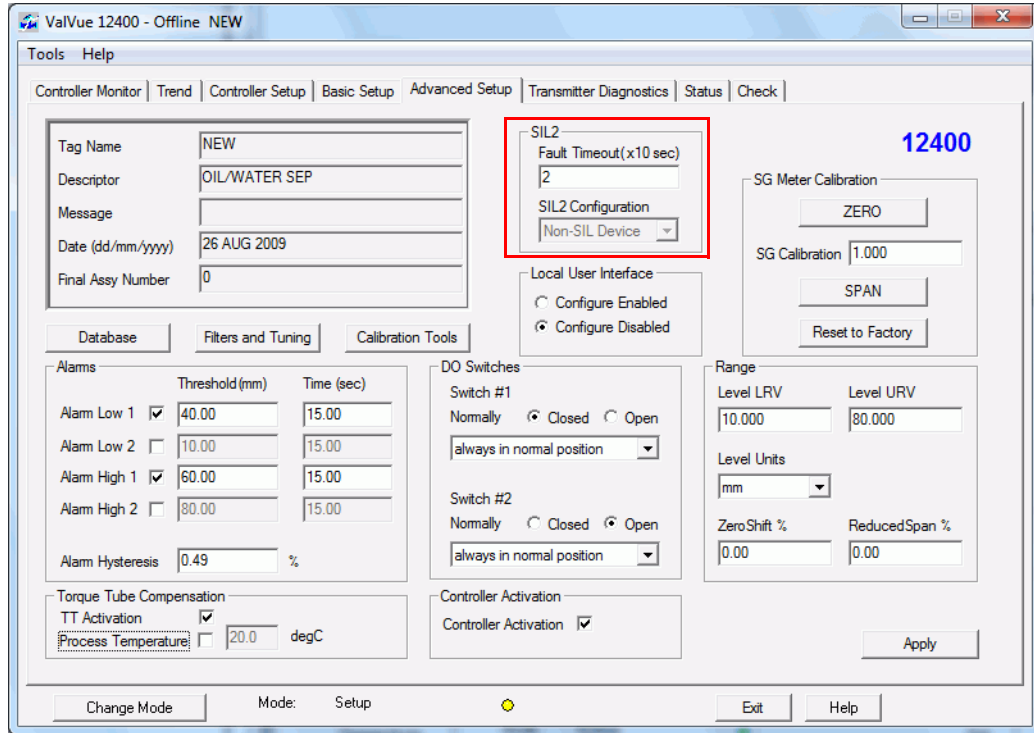 ValVue 12400 - Offline NEW
Tools Help
Controller Monitor Trend Controller Setup Basic Setup Advanced Setup Transmitter Diagnostics Status Check
Tag Name NEW
Descriptor OIL/WATER SEP
Message
Date (dd/mm/yyyy) 26 AUG 2009
Final Assy Number 0
SIL2
Fault Timeout(x10 sec)
2
SIL2 Configuration
Non-SIL Device
12400
SG Meter Calibration
ZERO
SG Calibration 1.000
SPAN
Reset to Factory
Local User Interface
Configure Enabled
Configure Disabled
Database Filters and Tuning Calibration Tools
Alarms
Threshold (mm) Time (sec)
Alarm Low 1 40.00 15.00
Alarm Low 2 10.00 15.00
Alarm High 1 60.00 15.00
Alarm High 2 80.00 15.00
Alarm Hysteresis 0.49 %
DO Switches
Switch #1
Normally Closed Open
always in normal position
Switch #2
Normally Closed Open
always in normal position
Range
Level LRV Level URV
10.000 80.000
Level Units
mm
Zero Shift % Reduced Span %
0.00 0.00
Torque Tube Compensation
TT Activation
Process Temperature 20.0 degC
Controller Activation
Controller Activation
Apply
Change Mode Mode: Setup Exit Help